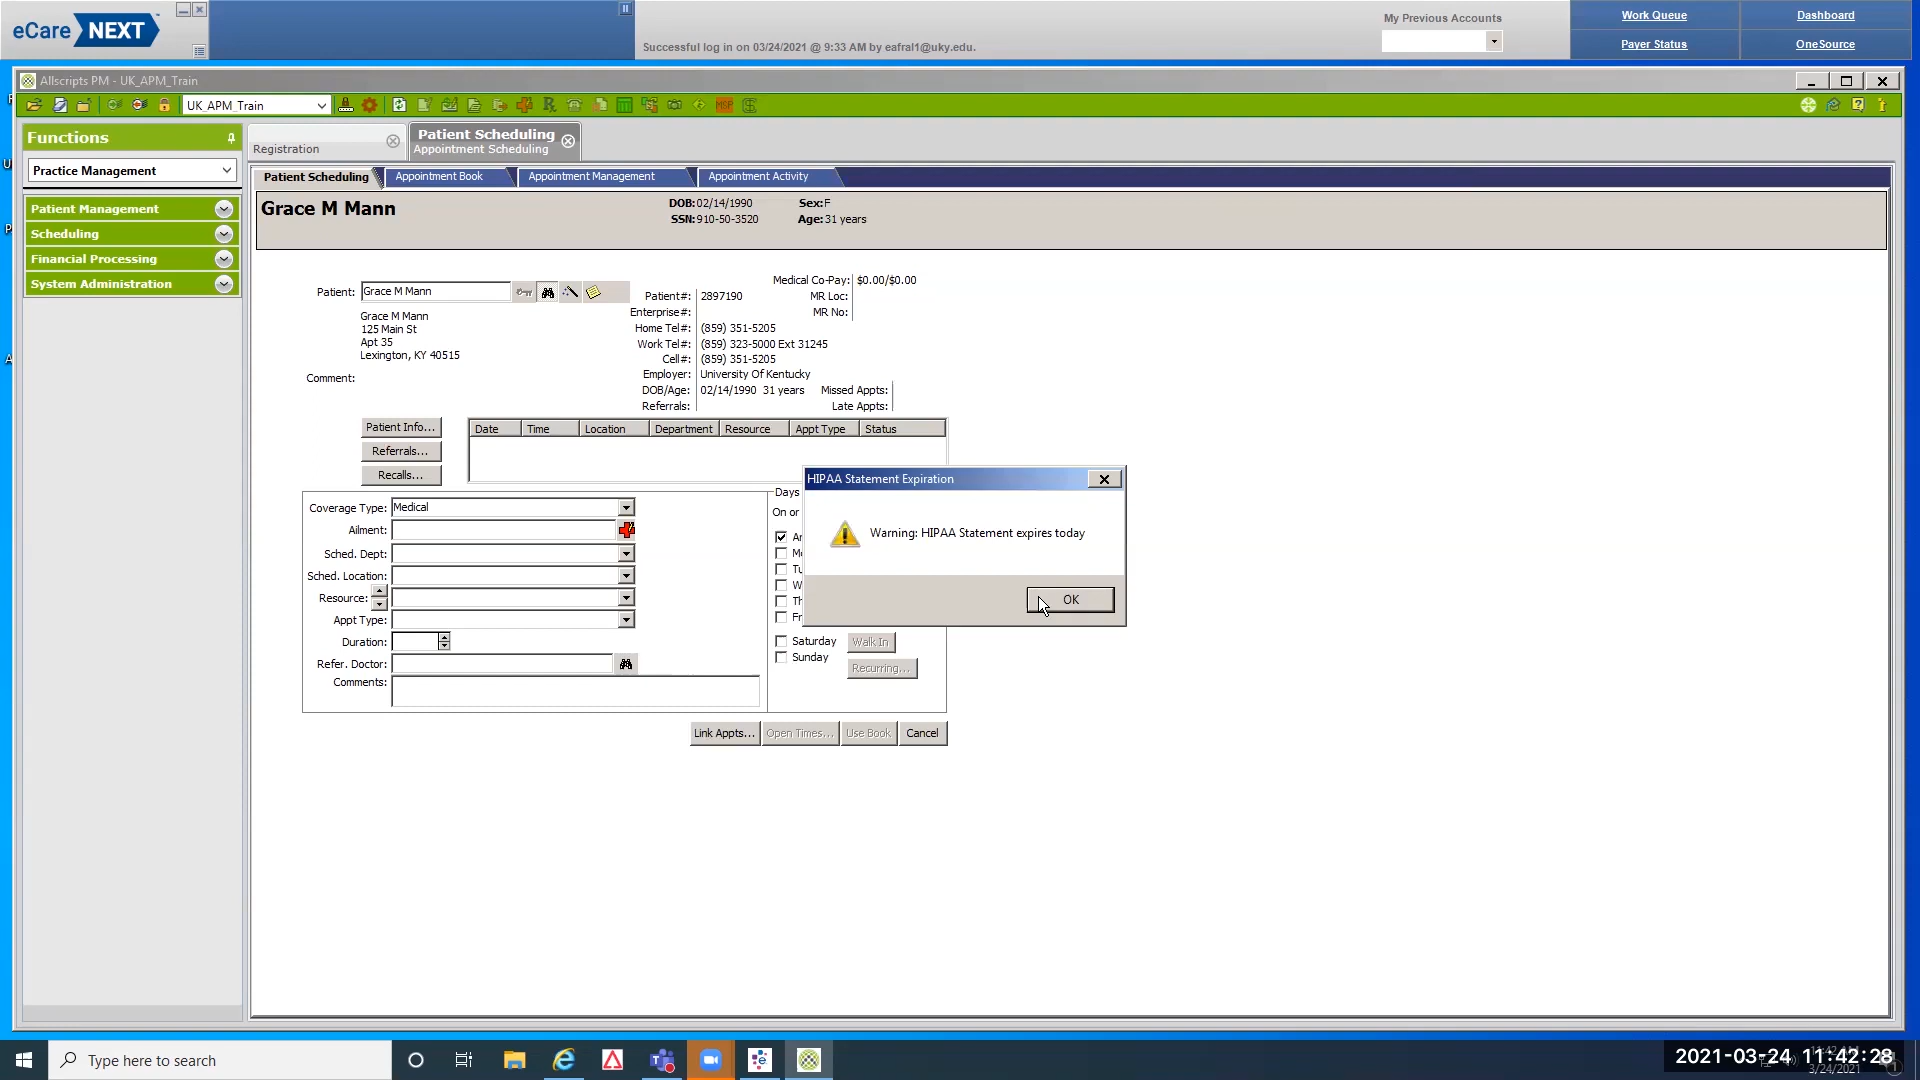 eCare NEXT
My Previous Accounts
Successful log in on 03/24/2021 @ 9:33 AM by eafral1@uky.edu.
Work Queue
Dashboard
Payer Status
OneSource
Allscripts PM - UK_APM_Train
UK_APM_Train
MSP
Functions
Practice Management
Patient Management
Scheduling
Financial Processing
System Administration
Registration
Patient Scheduling
Appointment Scheduling
Patient Scheduling
Appointment Book
Appointment Management
Appointment Activity
Grace M Mann
DOB: 02/14/1990
Sex: F
SSN: 910-50-3520
Age: 31 years
Patient: Grace M Mann
Grace M Mann
125 Main St
Apt 35
Lexington, KY 40515
Comment:
Medical Co-Pay: $0.00/$0.00
Patient#: 2897190
MR Loc:
Enterprise#:
MR No:
Home Tel#: (859) 351-5205
Work Tel#: (859) 323-5000 Ext 31245
Cell#: (859) 351-5205
Employer: University Of Kentucky
DOB/Age: 02/14/1990 31 years
Missed Appts:
Referrals:
Late Appts:
Patient Info...
Referrals...
Recalls...
Date Time Location Department Resource Appt Type Status
Coverage Type: Medical
Ailment:
Sched. Dept:
Sched. Location:
Resource:
Appt Type:
Duration:
Refer. Doctor:
Comments:
Days
On or
Saturday
Sunday
Walk In
Recurring...
HIPAA Statement Expiration
Warning: HIPAA Statement expires today
OK
Link Appts...
Open Times...
Use Book
Cancel
Type here to search
2021-03-24 11:42:28
3/24/2021